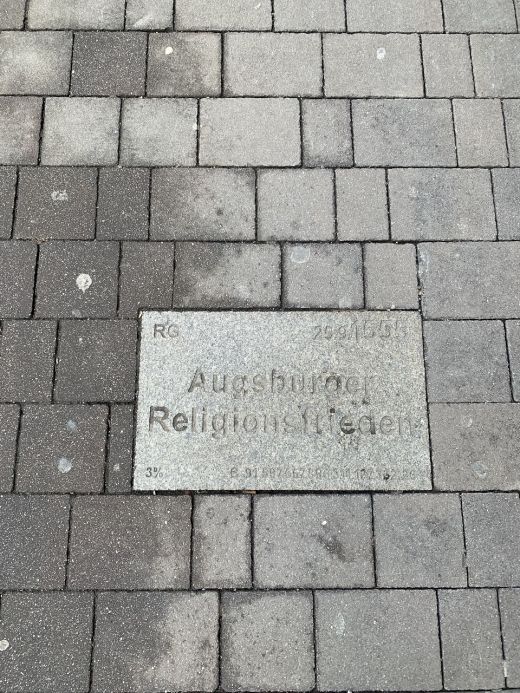 RG 25.9.1555
Augsburger
Religionsfrieden
3%